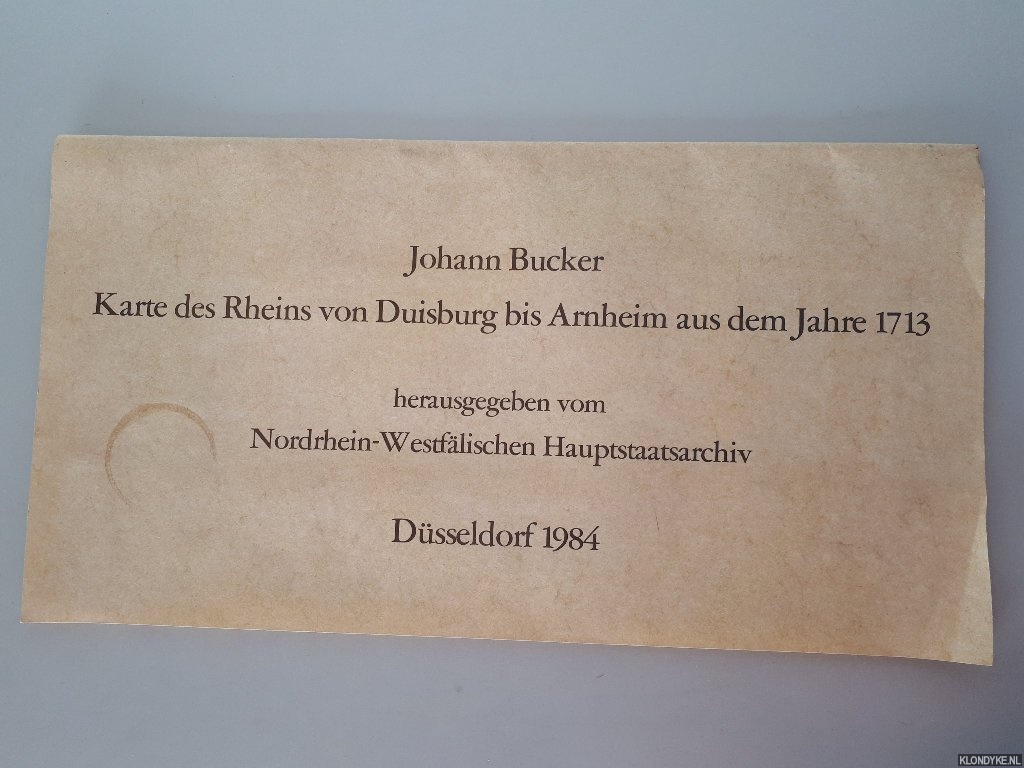 Johann Bucker
Karte des Rheins von Duisburg bis Arnheim aus dem Jahre 1713
herausgegeben vom
Nordrhein-Westfälischen Hauptstaatsarchiv
Düsseldorf 1984
KLONDYKE.NL